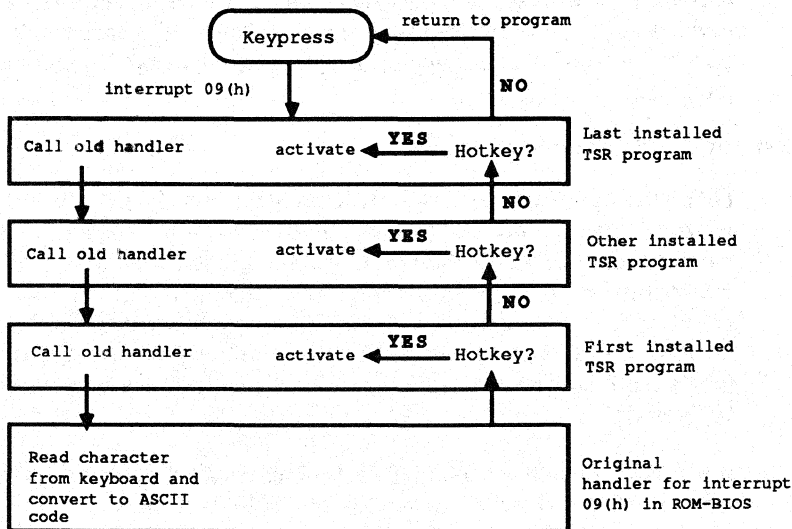 return to program
Keypress
NO
interrupt 09(h)
Call old handler
activate
YES
Hotkey?
Last installed
TSR program
NO
Call old handler
activate
YES
Hotkey?
Other installed
TSR program
NO
Call old handler
activate
YES
Hotkey?
First installed
TSR program
Read character
from keyboard and
convert to ASCII
code
Original
handler for interrupt
09(h) in ROM-BIOS